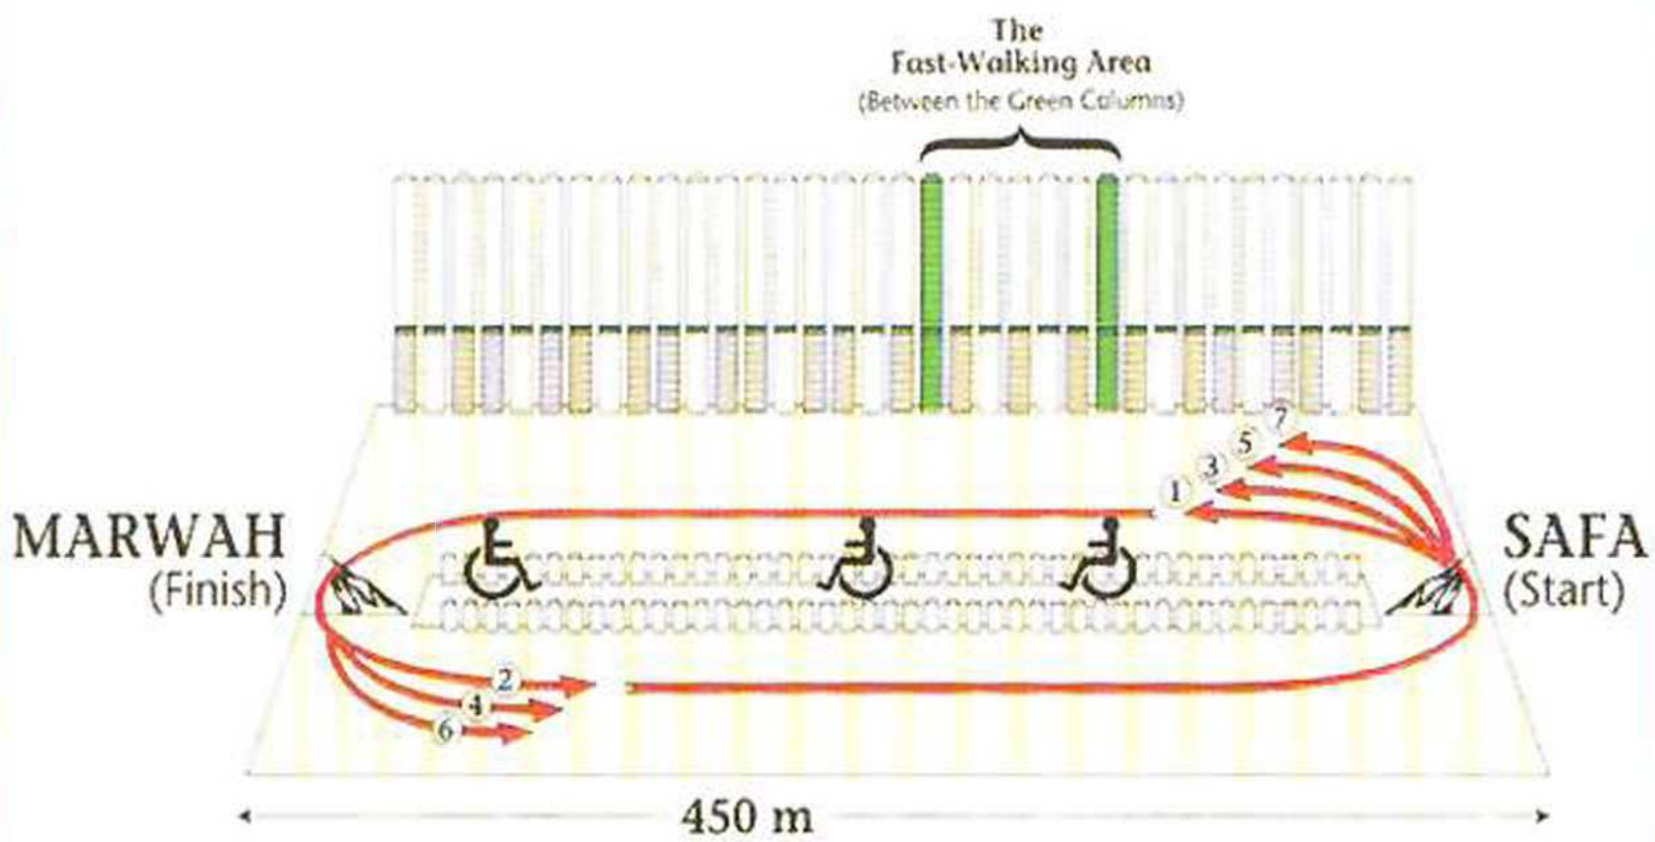 The
Fast-Walking Area
(Between the Green Columns)
7
5
3
1
MARWAH
(Finish)
SAFA
(Start)
2
4
6
450 m